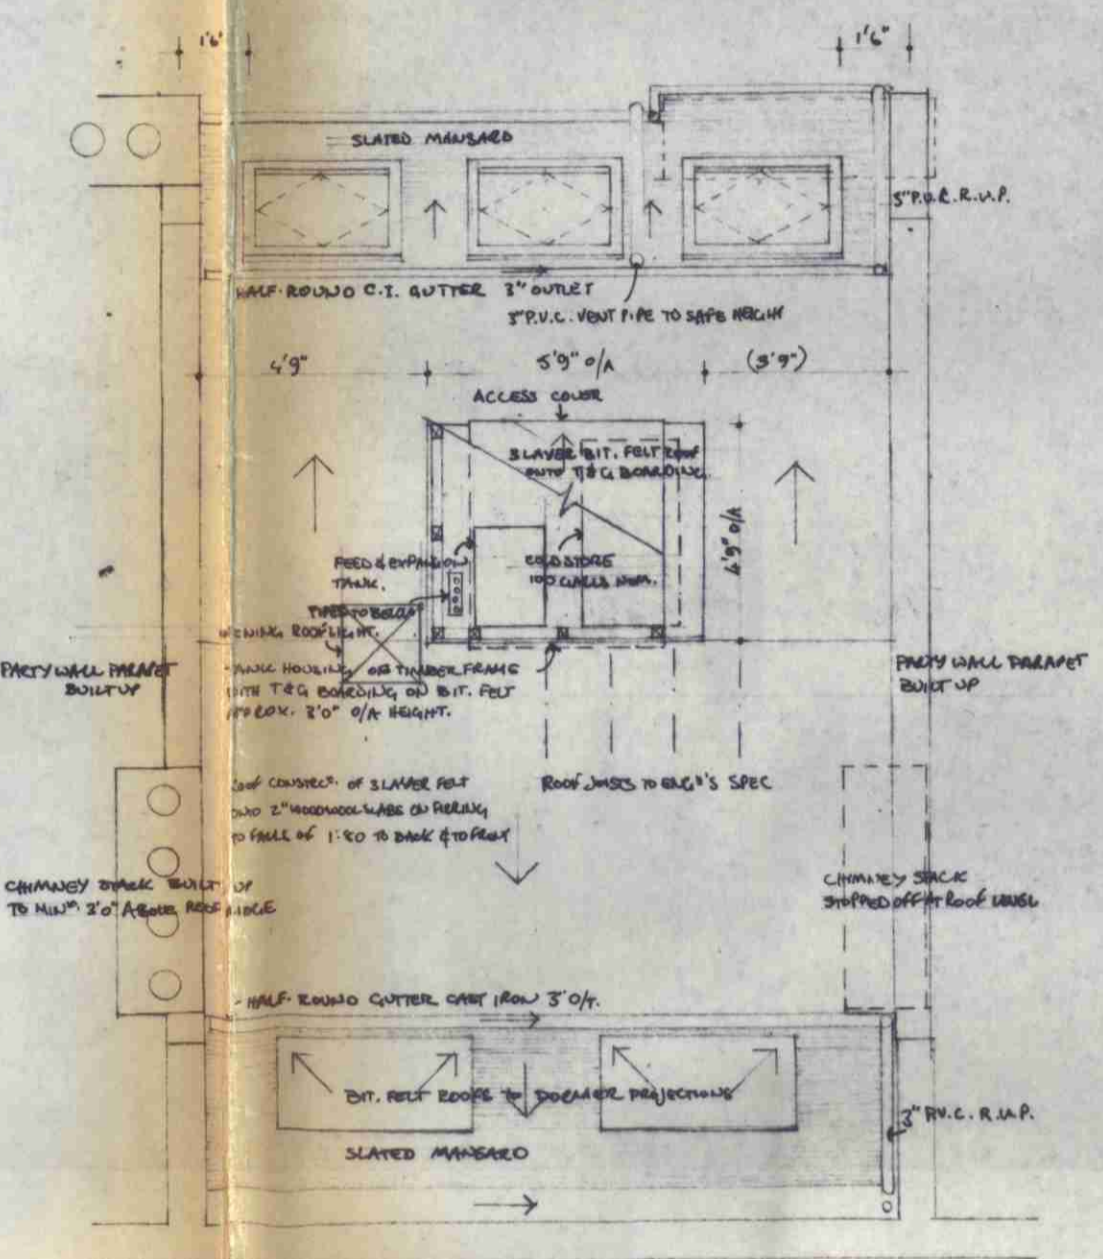 1'6"
1'6"
SLATED MANSARD
3" P.V.C. R.W.P.
HALF-ROUND C.I. GUTTER 3" OUTLET
3" P.V.C. VENT PIPE TO SAFE HEIGHT
4'9"
5'9" O/A
(3'9")
ACCESS COVER
3 LAYER BIT. FELT ROOF
ONTO T&G BOARDING.
4'9" O/A
FEED & EXPANSION
TANK.
COLD STORE
100 GALLS NOM.
PIPES TO BELOW
OPENING ROOFLIGHT.
TANK HOUSING OF TIMBER FRAME
WITH T&G BOARDING ON BIT. FELT
APPROX. 3'0" O/A HEIGHT.
PARTY WALL PARAPET
BUILT UP
PARTY WALL PARAPET
BUILT UP
ROOF CONSTRCⁿ. OF 3 LAYER FELT
ONTO 2" WOODWOOL SLABS ON FIRRING
TO FALLS OF 1:80 TO BACK & TO FRONT
ROOF JOISTS TO ENGR'S SPEC
CHIMNEY STACK BUILT UP
TO MINᵐ. 3'0" ABOVE ROOF RIDGE
CHIMNEY STACK
STOPPED OFF AT ROOF LEVEL
- HALF-ROUND GUTTER CAST IRON 3" O/T.
BIT. FELT ROOFS TO DORMER PROJECTIONS
3" P.V.C. R.W.P.
SLATED MANSARD